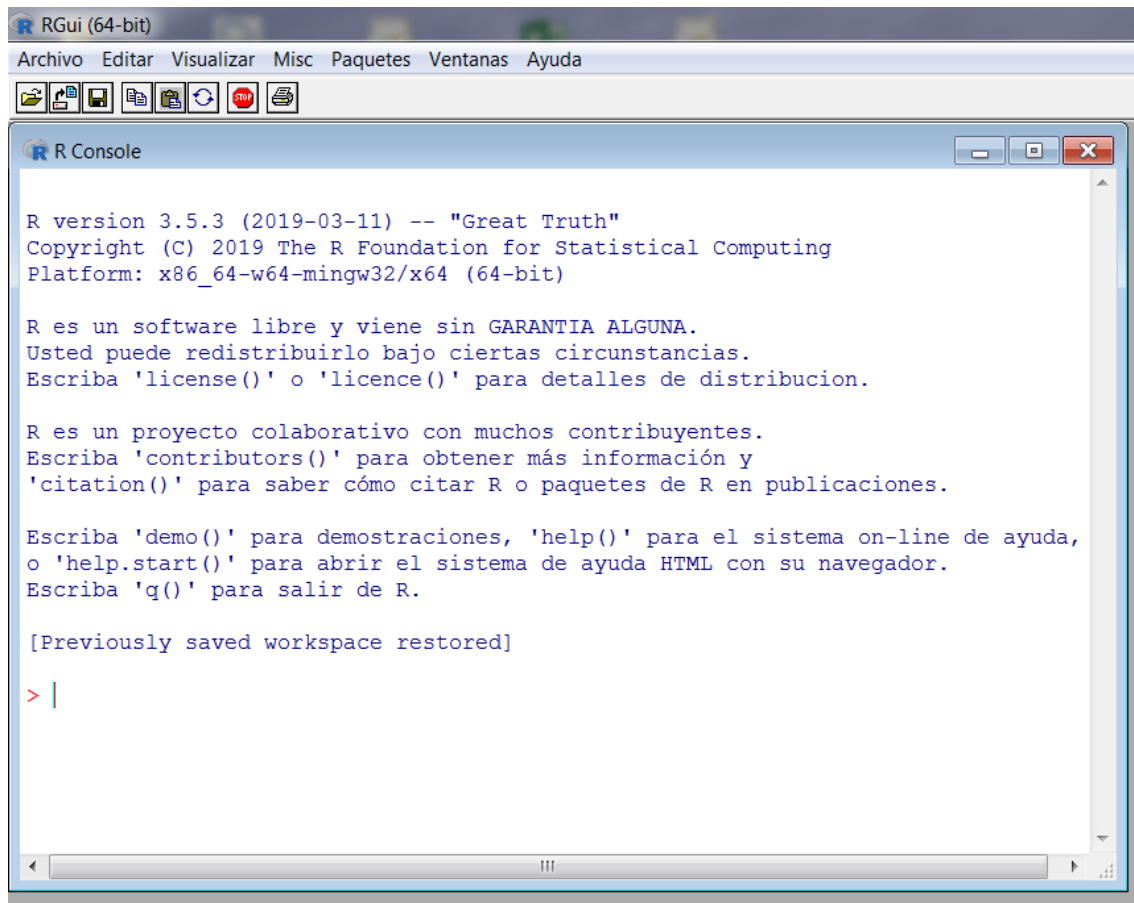 RGui (64-bit)
Archivo Editar Visualizar Misc Paquetes Ventanas Ayuda
STOP
R Console
R version 3.5.3 (2019-03-11) -- "Great Truth"
Copyright (C) 2019 The R Foundation for Statistical Computing
Platform: x86_64-w64-mingw32/x64 (64-bit)
R es un software libre y viene sin GARANTIA ALGUNA.
Usted puede redistribuirlo bajo ciertas circunstancias.
Escriba 'license()' o 'licence()' para detalles de distribucion.
R es un proyecto colaborativo con muchos contribuyentes.
Escriba 'contributors()' para obtener más información y
'citation()' para saber cómo citar R o paquetes de R en publicaciones.
Escriba 'demo()' para demostraciones, 'help()' para el sistema on-line de ayuda,
o 'help.start()' para abrir el sistema de ayuda HTML con su navegador.
Escriba 'q()' para salir de R.
[Previously saved workspace restored]
>